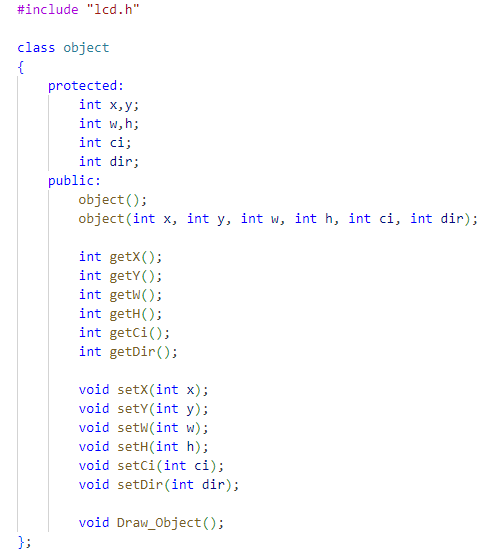 #include "lcd.h"
class object
{
protected:
int x,y;
int w,h;
int ci;
int dir;
public:
object();
object(int x, int y, int w, int h, int ci, int dir);
int getX();
int getY();
int getW();
int getH();
int getCi();
int getDir();
void setX(int x);
void setY(int y);
void setW(int w);
void setH(int h);
void setCi(int ci);
void setDir(int dir);
void Draw_Object();
};